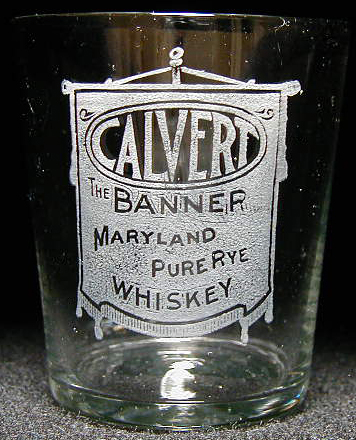 CALVERT
THE BANNER
MARYLAND
PURE RYE
WHISKEY